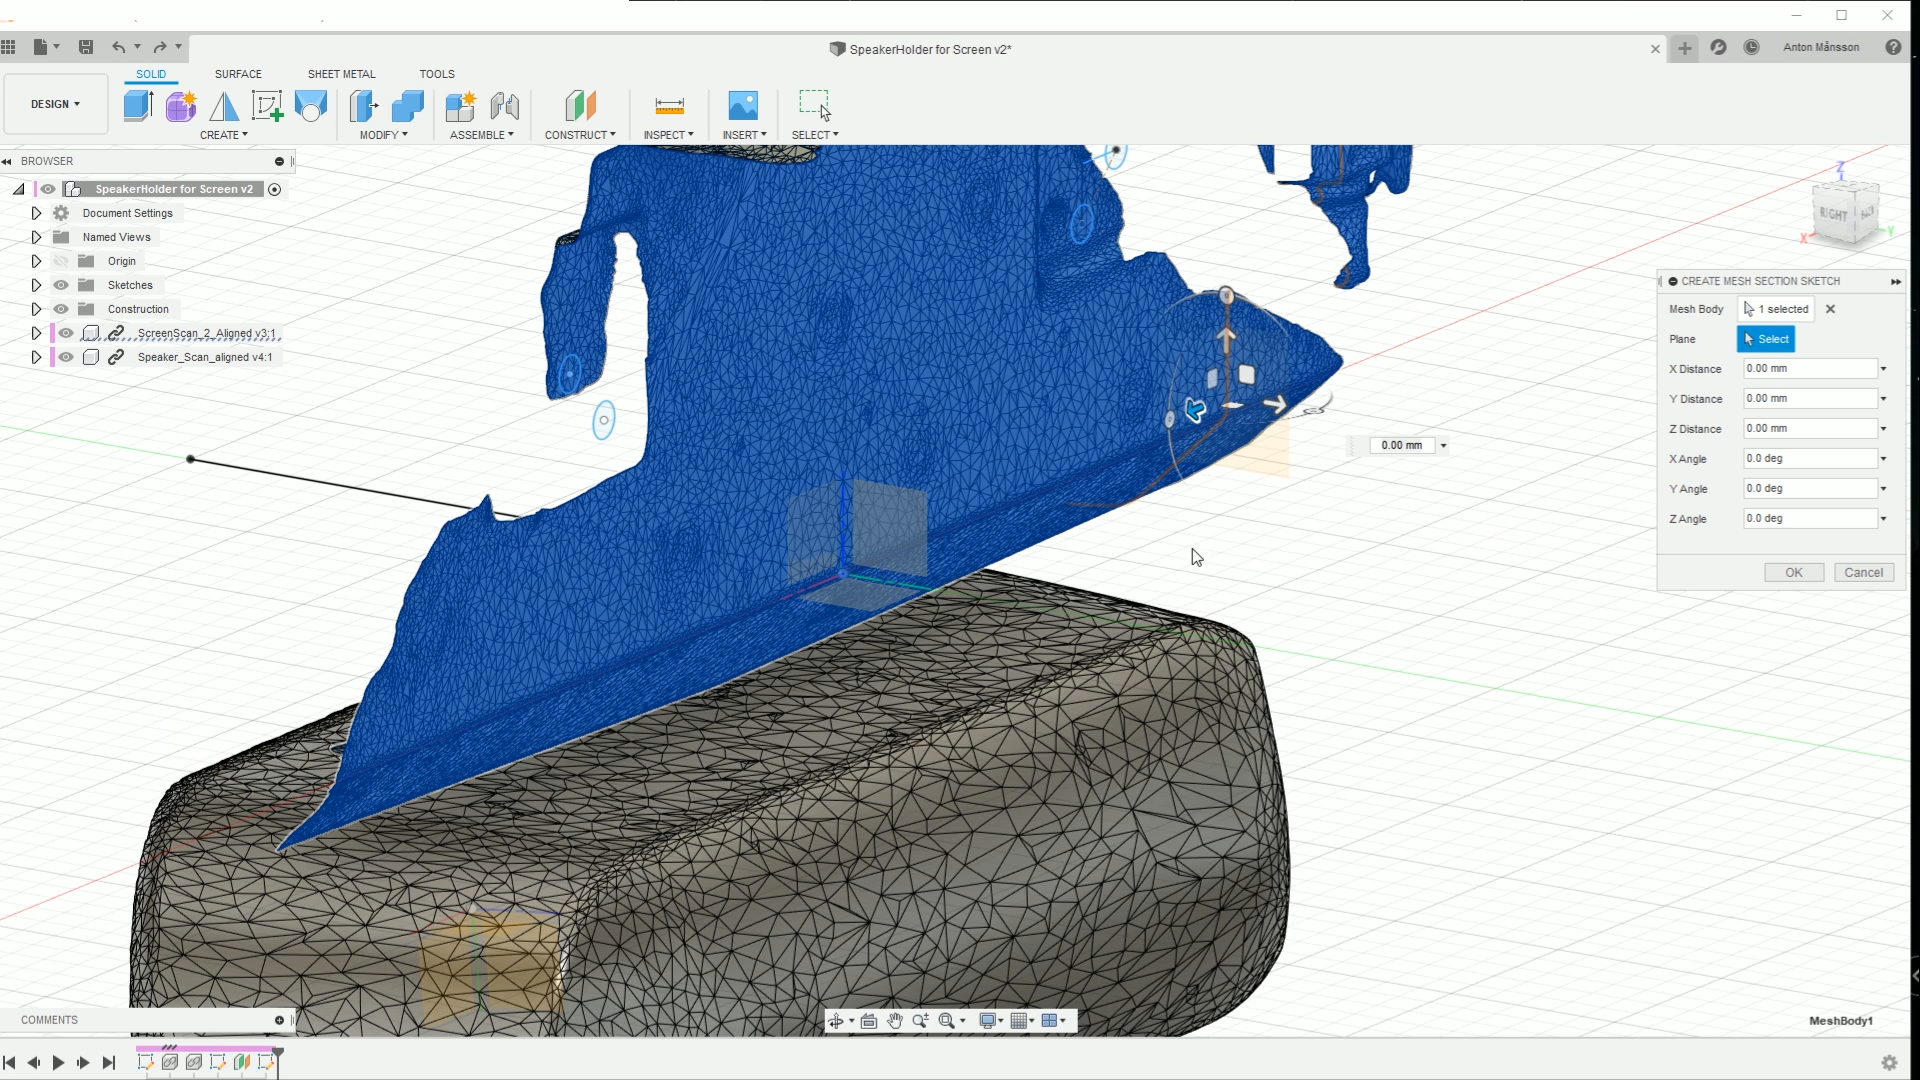 SpeakerHolder for Screen v2*
Anton Månsson
DESIGN
SOLID
SURFACE
SHEET METAL
TOOLS
CREATE
MODIFY
ASSEMBLE
CONSTRUCT
INSPECT
INSERT
SELECT
BROWSER
SpeakerHolder for Screen v2
Document Settings
Named Views
Origin
Sketches
Construction
ScreenScan_2_Aligned v3:1
Speaker_Scan_aligned v4:1
Z
RIGHT
BACK
X
Y
CREATE MESH SECTION SKETCH
Mesh Body 1 selected
Plane Select
X Distance 0.00 mm
Y Distance 0.00 mm
Z Distance 0.00 mm
X Angle 0.0 deg
Y Angle 0.0 deg
Z Angle 0.0 deg
OK Cancel
0.00 mm
COMMENTS
MeshBody1